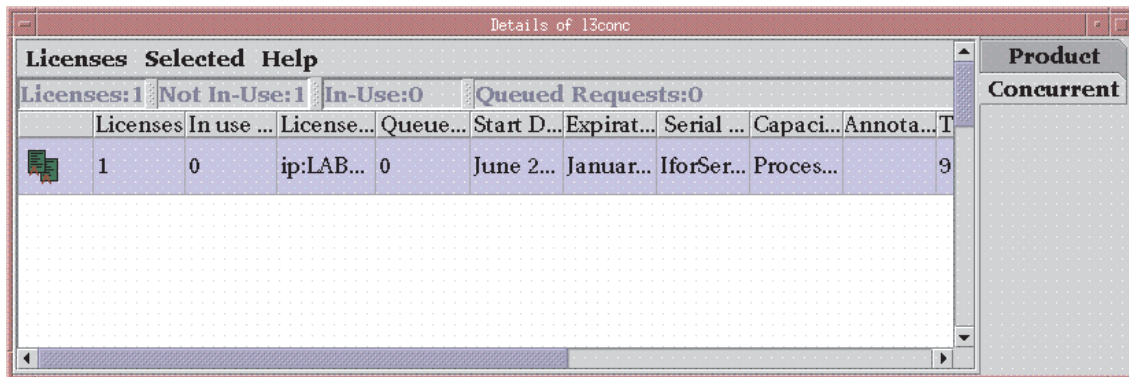 Details of l3conc
Licenses Selected Help
Product
Concurrent
Licenses:1 Not In-Use:1 In-Use:0 Queued Requests:0
Licenses In use ... License... Queue... Start D... Expirat... Serial ... Capaci... Annota... T
1 0 ip:LAB... 0 June 2... Januar... IforSer... Proces... 9